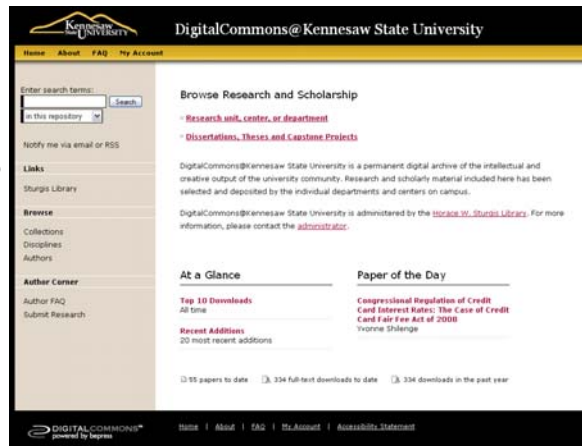 Kennesaw
State UNIVERSITY
DigitalCommons@Kennesaw State University
Home About FAQ My Account
Enter search terms:
Search
in this repository
Notify me via email or RSS
Links
Sturgis Library
Browse
Collections
Disciplines
Authors
Author Corner
Author FAQ
Submit Research
Browse Research and Scholarship
Research unit, center, or department
Dissertations, Theses and Capstone Projects
DigitalCommons@Kennesaw State University is a permanent digital archive of the intellectual and
creative output of the university community. Research and scholarly material included here has been
selected and deposited by the individual departments and centers on campus.
DigitalCommons@Kennesaw State University is administered by the Horace W. Sturgis Library. For more
information, please contact the administrator.
At a Glance
Top 10 Downloads
All time
Recent Additions
20 most recent additions
Paper of the Day
Congressional Regulation of Credit
Card Interest Rates: The Case of Credit
Card Fair Fee Act of 2008
Yvonne Shilenge
55 papers to date 334 full-text downloads to date 334 downloads in the past year
DIGITALCOMMONS™
powered by bepress
Home | About | FAQ | My Account | Accessibility Statement